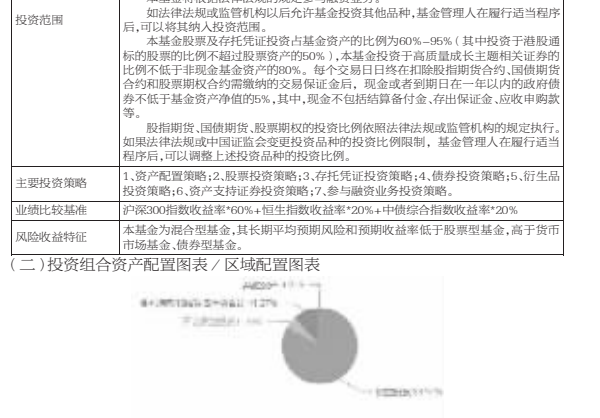 本基金将根据法律法规的规定参与融资业务。
投资范围
如法律法规或监管机构以后允许基金投资其他品种,基金管理人在履行适当程序
后,可以将其纳入投资范围。
本基金股票及存托凭证投资占基金资产的比例为60%-95%(其中投资于港股通
标的股票的比例不超过股票资产的50%),本基金投资于高质量成长主题相关证券的
比例不低于非现金基金资产的80%。每个交易日日终在扣除股指期货合约、国债期货
合约和股票期权合约需缴纳的交易保证金后,现金或者到期日在一年以内的政府债
券不低于基金资产净值的5%,其中,现金不包括结算备付金、存出保证金、应收申购款
等。
股指期货、国债期货、股票期权的投资比例依照法律法规或监管机构的规定执行。
如果法律法规或中国证监会变更投资品种的投资比例限制,基金管理人在履行适当
程序后,可以调整上述投资品种的投资比例。
主要投资策略
1、资产配置策略;2、股票投资策略;3、存托凭证投资策略;4、债券投资策略;5、衍生品
投资策略;6、资产支持证券投资策略;7、参与融资业务投资策略。
业绩比较基准
沪深300指数收益率*60%+恒生指数收益率*20%+中债综合指数收益率*20%
风险收益特征
本基金为混合型基金,其长期平均预期风险和预期收益率低于股票型基金,高于货币
市场基金、债券型基金。
(二)投资组合资产配置图表/区域配置图表